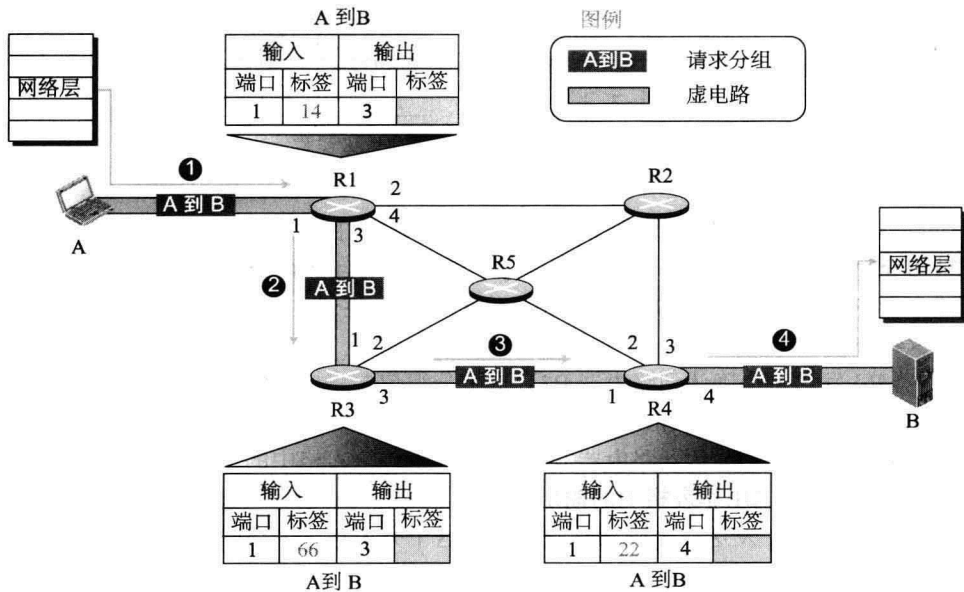 A 到B
输入 输出
端口 标签 端口 标签
1 14 3
图例
A到B 请求分组
虚电路
网络层
1
A 到 B
A
1
R1
2
4
3
R2
2
A 到 B
R5
网络层
1
2
3
R3
3
A 到 B
2
3
1
4
R4
4
A 到 B
B
输入 输出
端口 标签 端口 标签
1 66 3
A到 B
输入 输出
端口 标签 端口 标签
1 22 4
A 到B